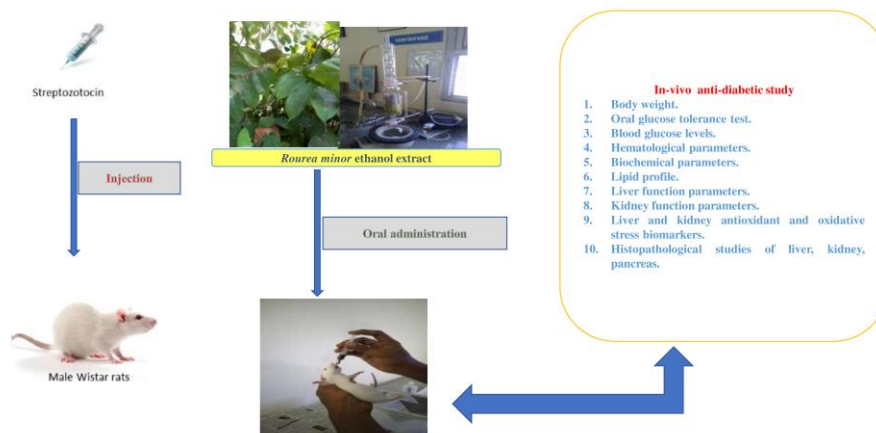 Streptozotocin
Injection
Male Wistar rats
CENTRIFUGE
Rourea minor ethanol extract
Oral administration
In-vivo anti-diabetic study
1. Body weight.
2. Oral glucose tolerance test.
3. Blood glucose levels.
4. Hematological parameters.
5. Biochemical parameters.
6. Lipid profile.
7. Liver function parameters.
8. Kidney function parameters.
9. Liver and kidney antioxidant and oxidative
stress biomarkers.
10. Histopathological studies of liver, kidney,
pancreas.